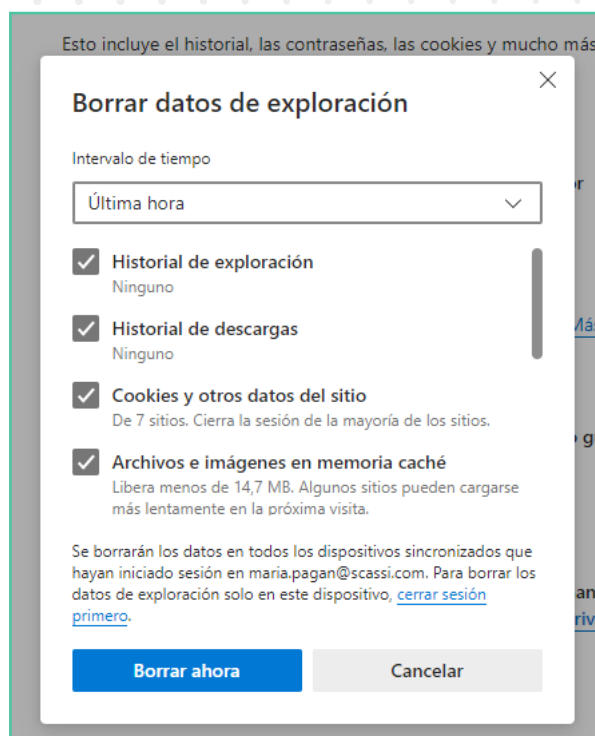 Esto incluye el historial, las contraseñas, las cookies y mucho más
Borrar datos de exploración
Intervalo de tiempo
Última hora
Historial de exploración
Ninguno
Historial de descargas
Ninguno
Cookies y otros datos del sitio
De 7 sitios. Cierra la sesión de la mayoría de los sitios.
Archivos e imágenes en memoria caché
Libera menos de 14,7 MB. Algunos sitios pueden cargarse
más lentamente en la próxima visita.
Se borrarán los datos en todos los dispositivos sincronizados que
hayan iniciado sesión en maria.pagan@scassi.com. Para borrar los
datos de exploración solo en este dispositivo, cerrar sesión
primero.
Borrar ahora
Cancelar